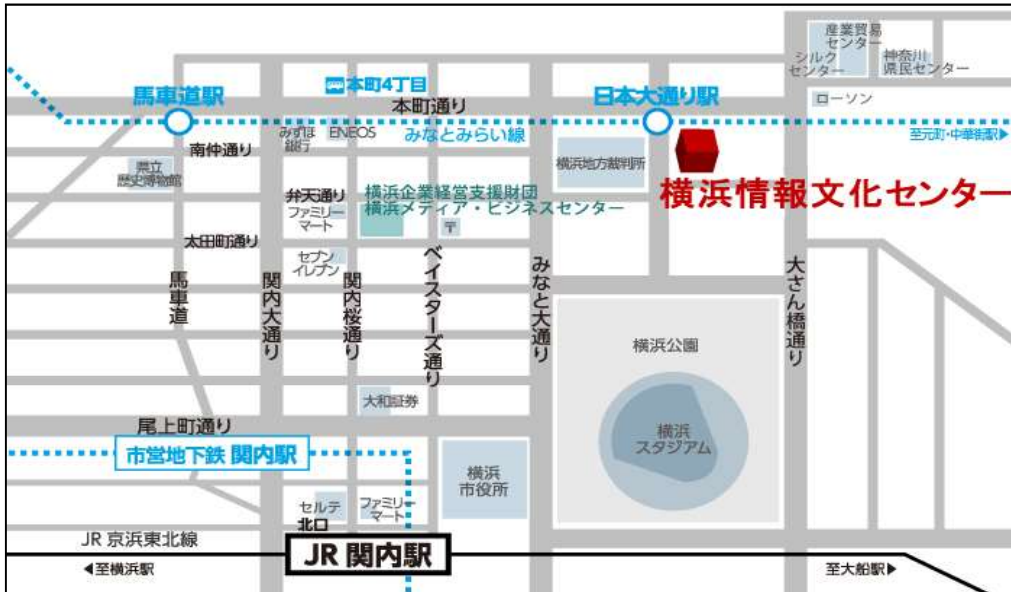 産業貿易
センター
シルク
センター
神奈川
県民センター
本町4丁目
馬車道駅
本町通り
日本大通り駅
ローソン
みずほ
銀行
ENEOS
みなとみらい線
至元町・中華街駅▶
南仲通り
県立
歴史博物館
横浜地方裁判所
横浜情報文化センター
弁天通り
ファミリー
マート
横浜企業経営支援財団
横浜メディア・ビジネスセンター
〒
太田町通り
セブン
イレブン
馬車道
関内大通り
関内桜通り
ベイスターズ通り
みなと大通り
大さん橋通り
横浜公園
大和証券
尾上町通り
横浜
スタジアム
市営地下鉄 関内駅
横浜
市役所
セルテ
北口
ファミリー
マート
JR 京浜東北線
JR 関内駅
◀至横浜駅
至大船駅▶